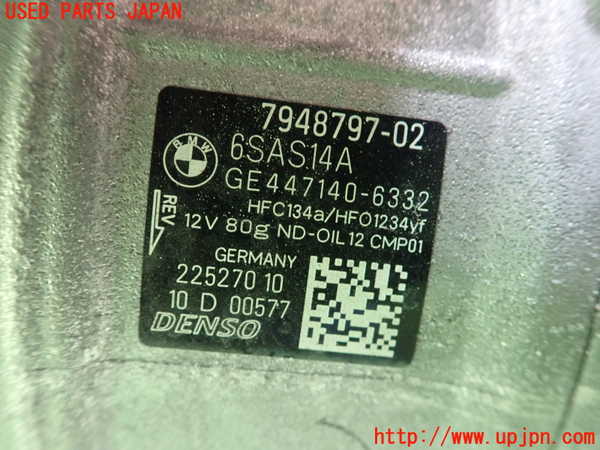 USED PARTS JAPAN
7948797-02
BMW
6SAS14A
GE447140-6332
HFC134a/HFO1234yf
REV
12V 80g ND-OIL12 CMP01
GERMANY
22527010
10 D 00577
DENSO
http://www.upjpn.com/